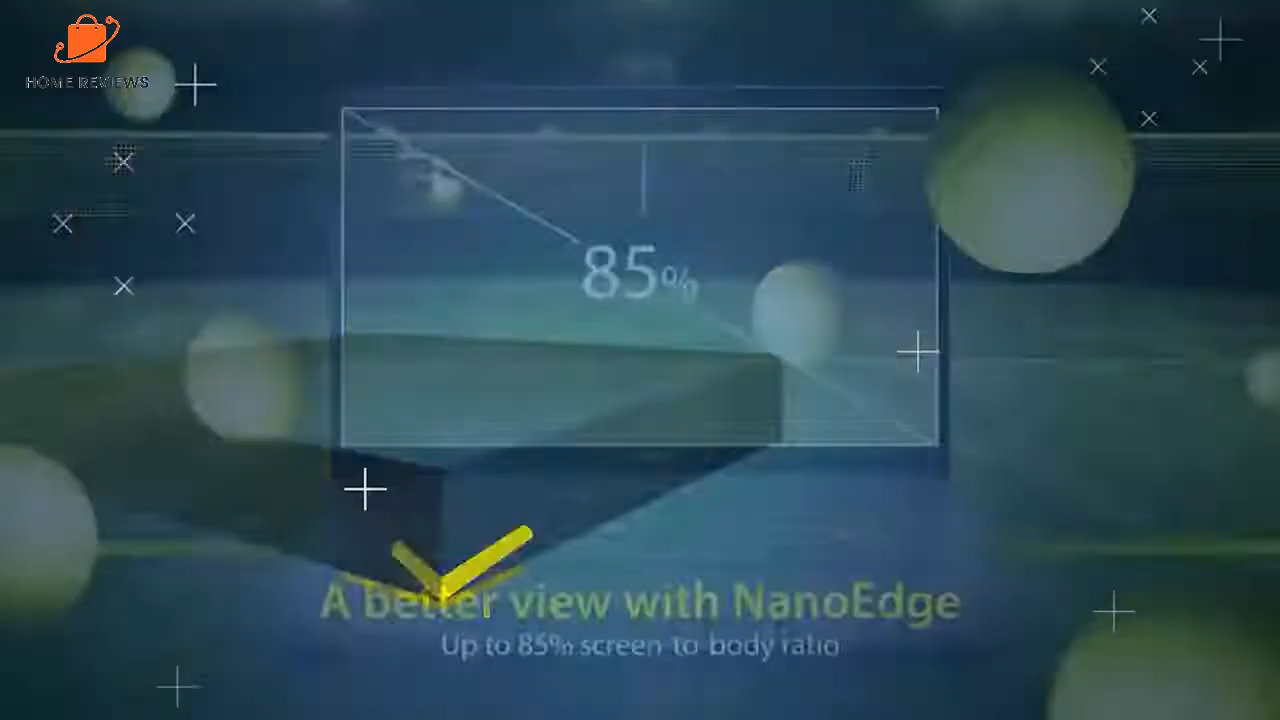 HOME REVIEWS
85%
A better view with NanoEdge
Up to 85% screen-to-body ratio